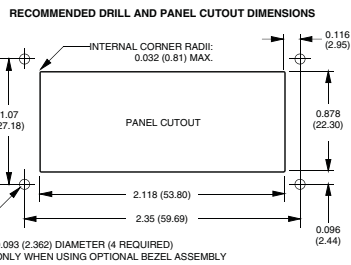 RECOMMENDED DRILL AND PANEL CUTOUT DIMENSIONS
INTERNAL CORNER RADII:
0.032 (0.81) MAX.
0.116
(2.95)
1.07
27.18)
PANEL CUTOUT
0.878
(22.30)
2.118 (53.80)
2.35 (59.69)
0.096
(2.44)
0.093 (2.362) DIAMETER (4 REQUIRED)
ONLY WHEN USING OPTIONAL BEZEL ASSEMBLY